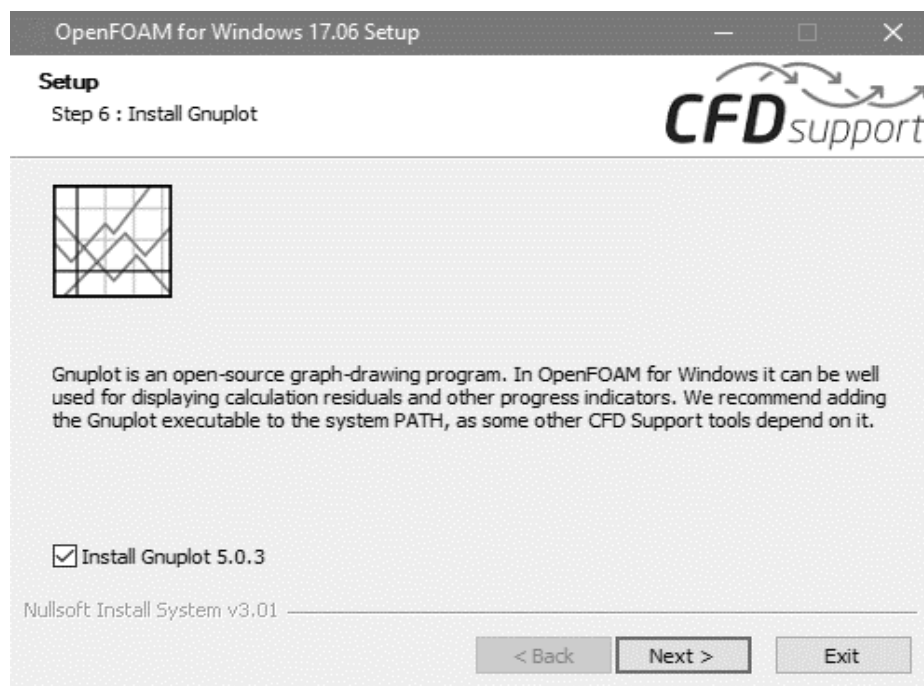 OpenFOAM for Windows 17.06 Setup
Setup
Step 6 : Install Gnuplot
CFD support
Gnuplot is an open-source graph-drawing program. In OpenFOAM for Windows it can be well
used for displaying calculation residuals and other progress indicators. We recommend adding
the Gnuplot executable to the system PATH, as some other CFD Support tools depend on it.
Install Gnuplot 5.0.3
Nullsoft Install System v3.01
< Back Next > Exit